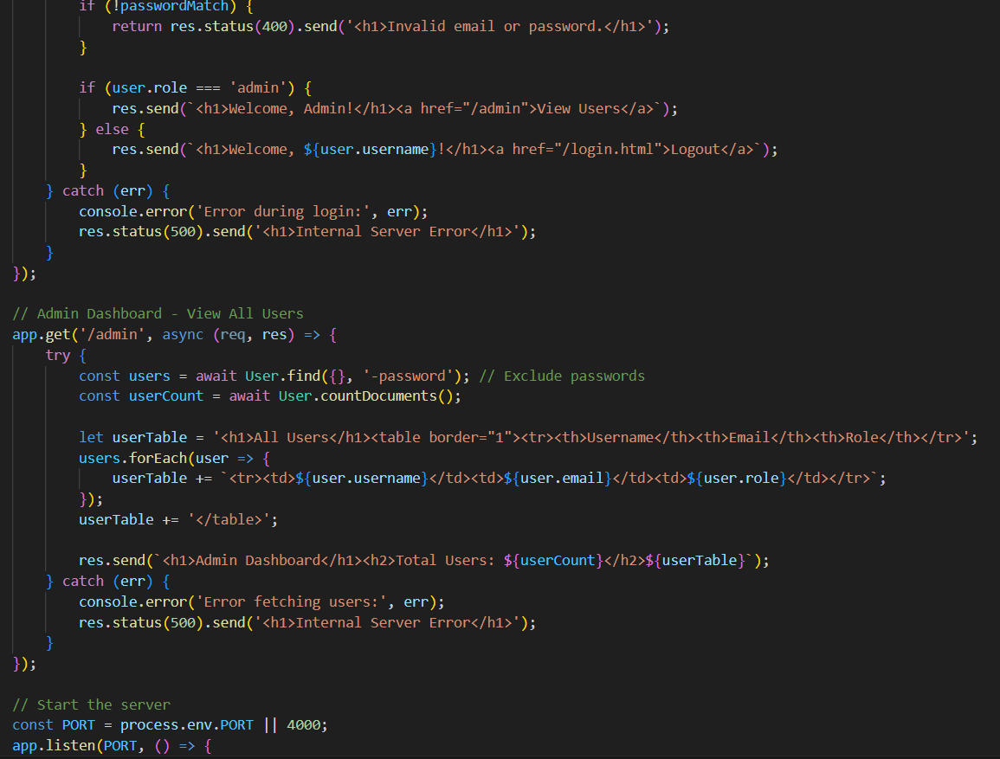 if (!passwordMatch) {
            return res.status(400).send('<h1>Invalid email or password.</h1>');
        }

        if (user.role === 'admin') {
            res.send(`<h1>Welcome, Admin!</h1><a href="/admin">View Users</a>`);
        } else {
            res.send(`<h1>Welcome, ${user.username}!</h1><a href="/login.html">Logout</a>`);
        }
    } catch (err) {
        console.error('Error during login:', err);
        res.status(500).send('<h1>Internal Server Error</h1>');
    }
});

// Admin Dashboard - View All Users
app.get('/admin', async (req, res) => {
    try {
        const users = await User.find({}, '-password'); // Exclude passwords
        const userCount = await User.countDocuments();

        let userTable = '<h1>All Users</h1><table border="1"><tr><th>Username</th><th>Email</th><th>Role</th></tr>';
        users.forEach(user => {
            userTable += `<tr><td>${user.username}</td><td>${user.email}</td><td>${user.role}</td></tr>`;
        });
        userTable += '</table>';

        res.send(`<h1>Admin Dashboard</h1><h2>Total Users: ${userCount}</h2>${userTable}`);
    } catch (err) {
        console.error('Error fetching users:', err);
        res.status(500).send('<h1>Internal Server Error</h1>');
    }
});

// Start the server
const PORT = process.env.PORT || 4000;
app.listen(PORT, () => {